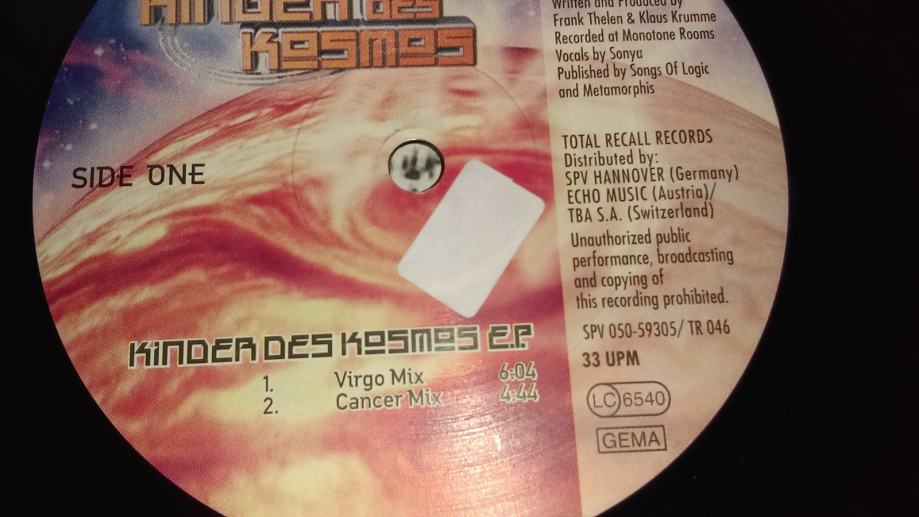 KINDER DES
KOSMOS
Written and Produced by
Frank Thelen & Klaus Krumme
Recorded at Monotone Rooms
Vocals by Sonya
Published by Songs Of Logic
and Metamorphis
SIDE ONE
TOTAL RECALL RECORDS
Distributed by:
SPV HANNOVER (Germany)
ECHO MUSIC (Austria)/
TBA S.A. (Switzerland)
Unauthorized public
performance, broadcasting
and copying of
this recording prohibited.
SPV 050-59305/ TR 046
33 UPM
LC 6540
GEMA
KINDER DES KOSMOS E.P.
1. Virgo Mix 6:04
2. Cancer Mix 4:44